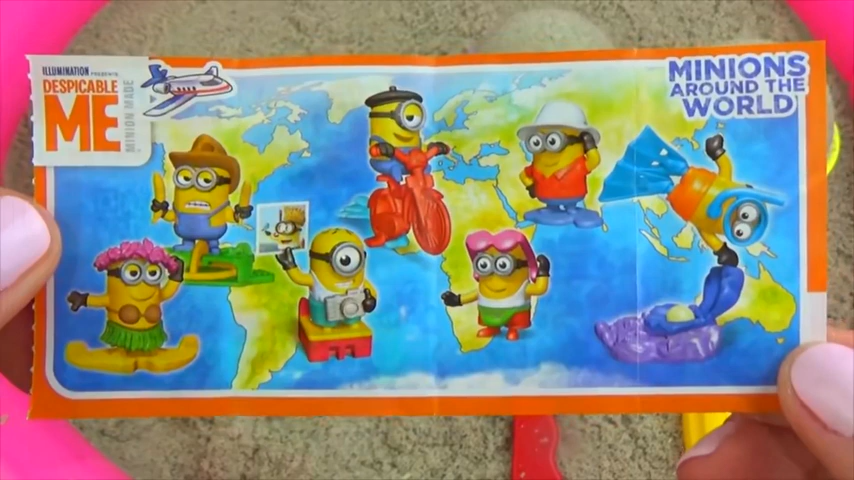 ILLUMINATION PRESENTS
DESPICABLE
ME
MINION MADE
MINIONS
AROUND THE
WORLD